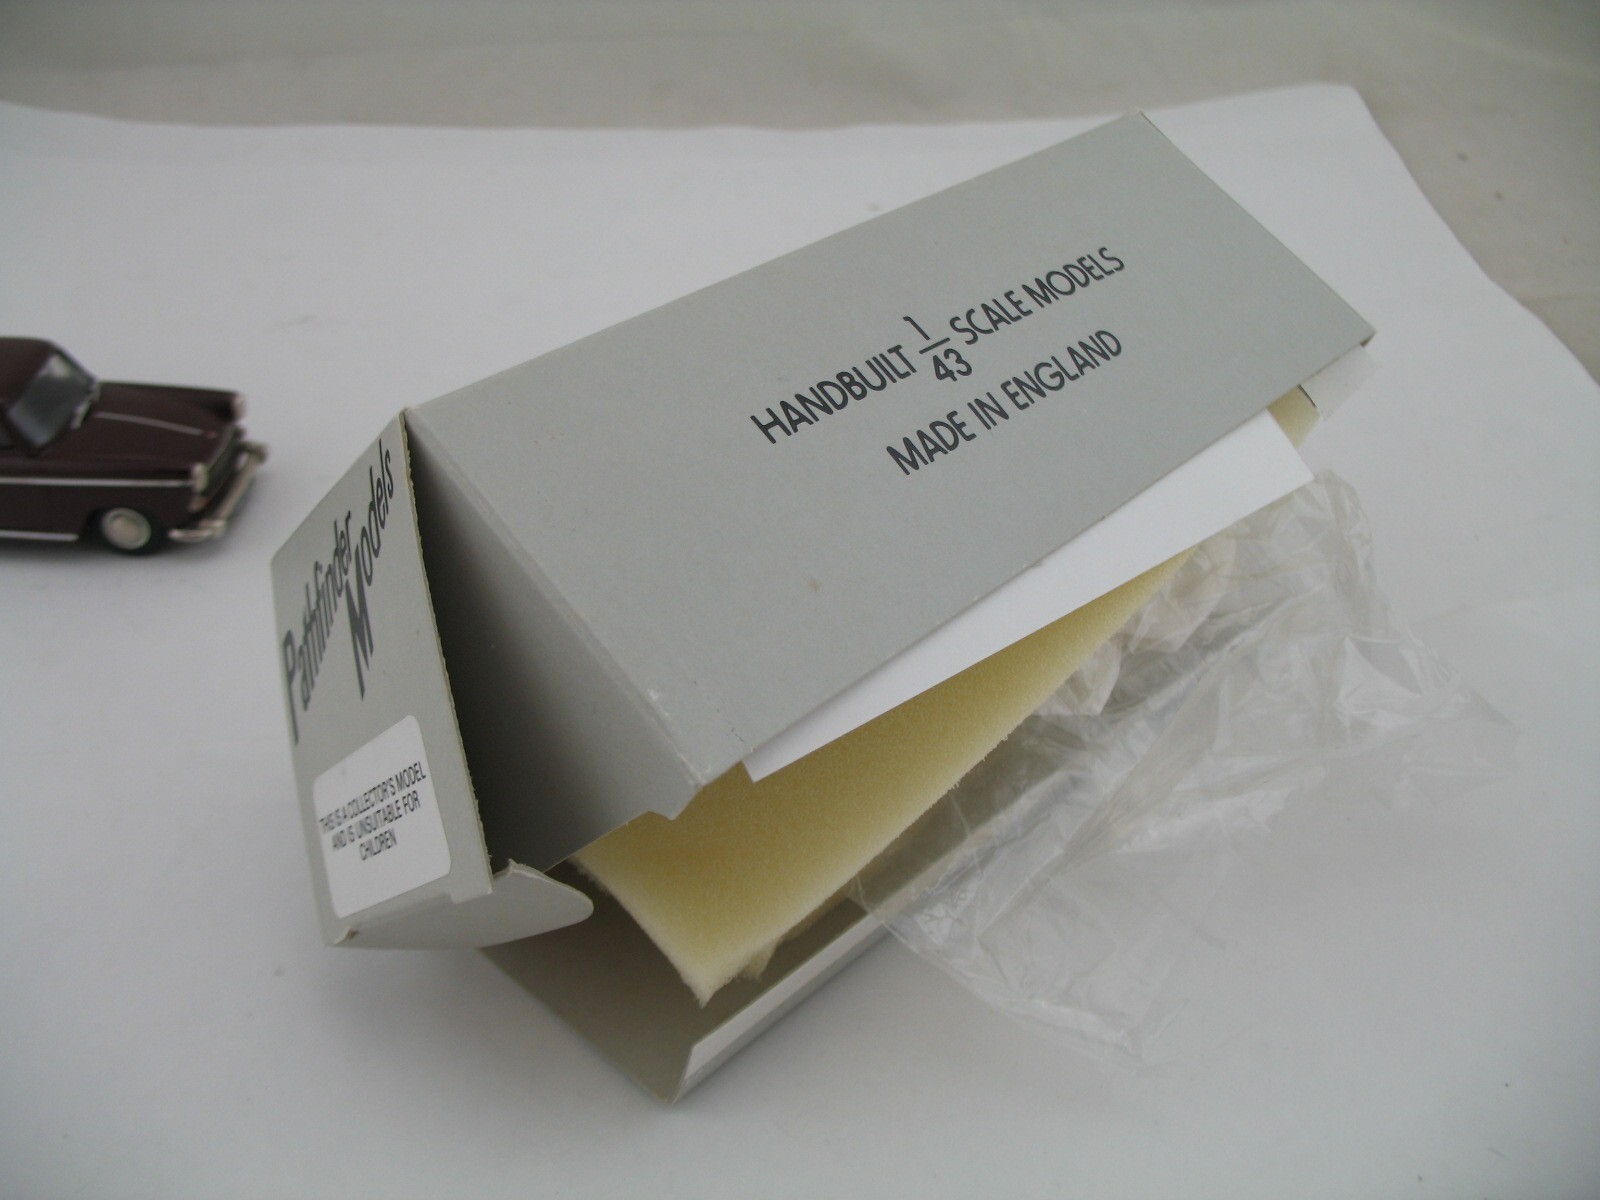 HANDBUILT 1/43 SCALE MODELS
MADE IN ENGLAND
Pathfinder
Models
THIS IS A COLLECTOR'S MODEL
AND IS UNSUITABLE FOR
CHILDREN